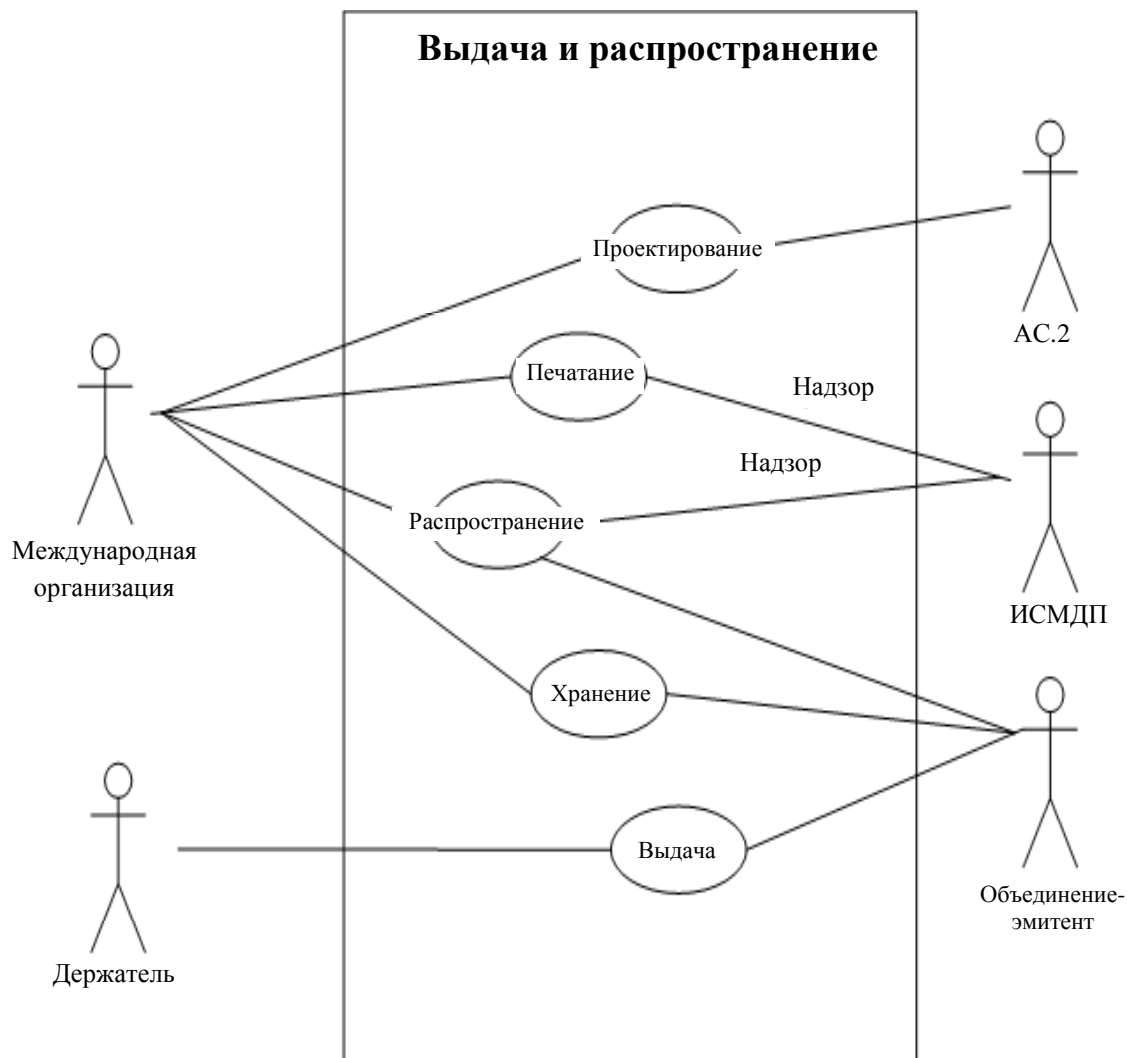 Выдача и распространение
Проектирование
АС.2
Печатание
Надзор
Надзор
Распространение
Международная
организация
ИСМДП
Хранение
Выдача
Объединение-
эмитент
Держатель